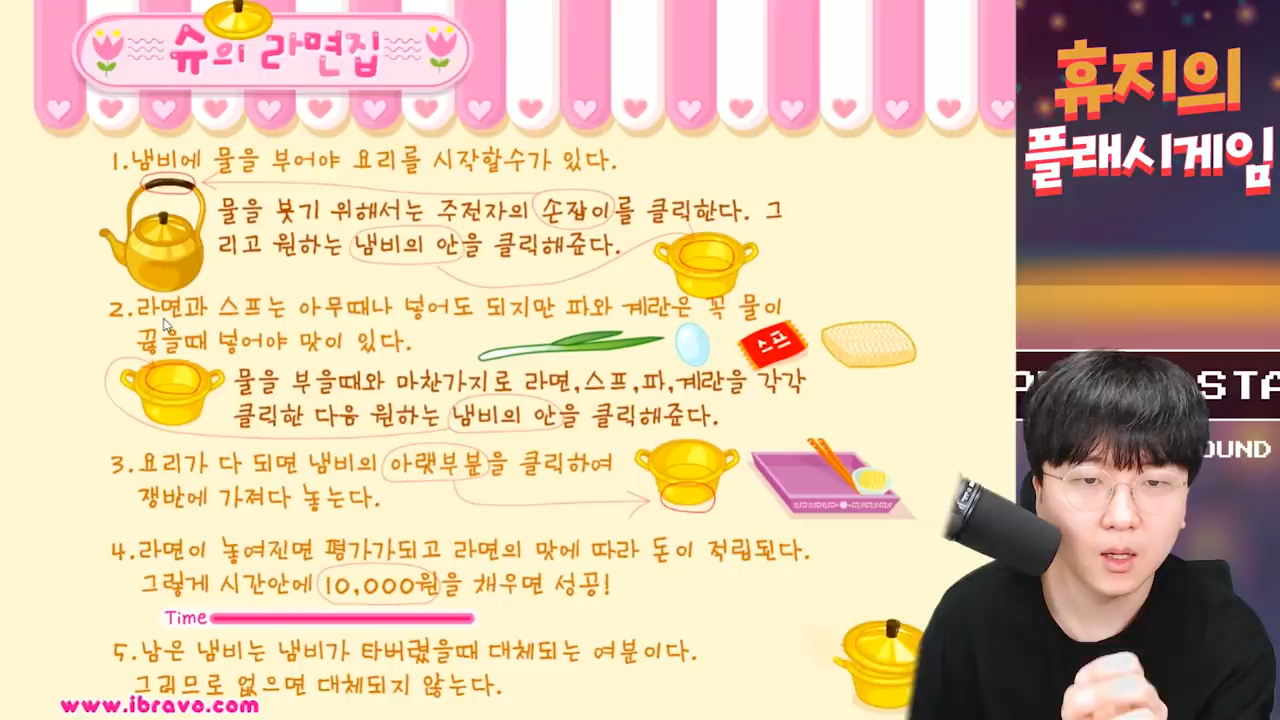 슈의 라면집
휴지의
플래시게임
1.냄비에 물을 부어야 요리를 시작할수가 있다.
물을 붓기 위해서는 주전자의 손잡이를 클릭한다. 그
리고 원하는 냄비의 안을 클릭해준다.
2.라면과 스프는 아무때나 넣어도 되지만 파와 계란은 꼭 물이
끓을때 넣어야 맛이 있다.
스프
물을 부을때와 마찬가지로 라면,스프,파,계란을 각각
클릭한 다음 원하는 냄비의 안을 클릭해준다.
3.요리가 다 되면 냄비의 아랫부분을 클릭하여
쟁반에 가져다 놓는다.
4.라면이 놓여진면 평가가되고 라면의 맛에 따라 돈이 적립된다.
그렇게 시간안에 10,000원을 채우면 성공!
Time
5.남은 냄비는 냄비가 타버렸을때 대체되는 여분이다.
그러므로 없으면 대체되지 않는다.
www.ibravo.com
STA
OUND